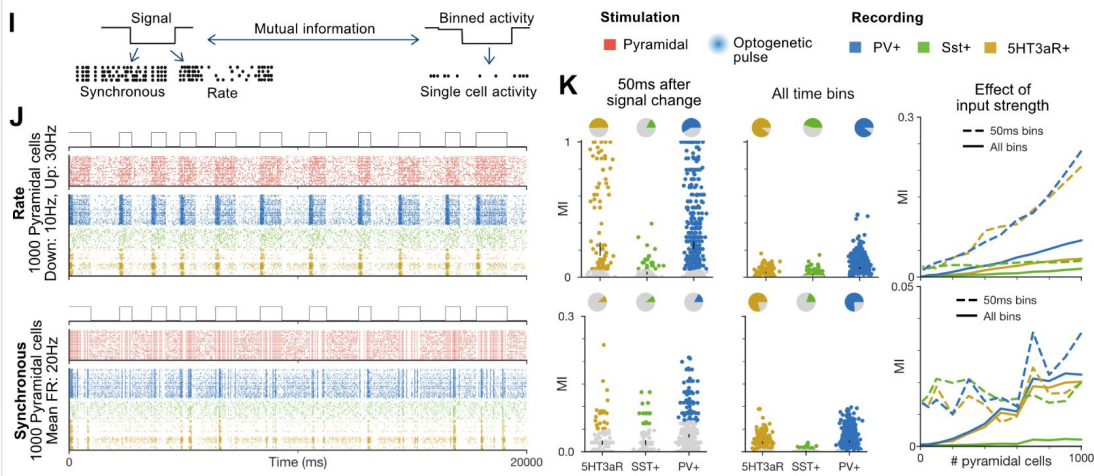 I
Signal
Mutual information
Binned activity
Synchronous
Rate
Single cell activity
Stimulation
Pyramidal
Optogenetic
pulse
Recording
PV+
Sst+
5HT3aR+
J
Rate
1000 Pyramidal cells
Down: 10Hz, Up: 30Hz
Synchronous
1000 Pyramidal cells
Mean FR: 20Hz
0
Time (ms)
20000
K
50ms after
signal change
All time bins
Effect of
input strength
1
MI
0
0.3
50ms bins
All bins
MI
0
0.3
MI
0
5HT3aR
SST+
PV+
5HT3aR
SST+
PV+
0.05
50ms bins
All bins
MI
0
0
# pyramidal cells
1000